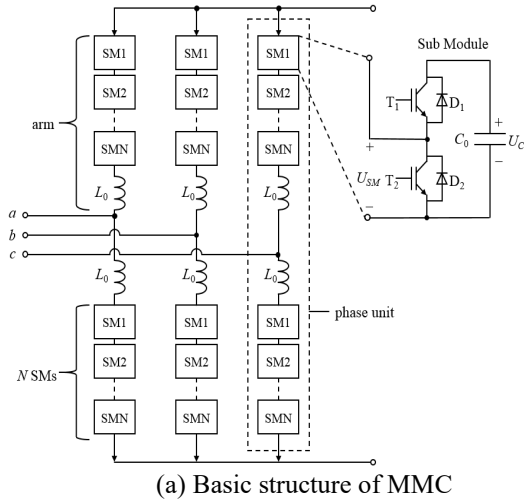 SM1 SM1 SM1 Sub Module
SM2 SM2 SM2 T1 D1
arm + C0 + UC −
SMN SMN SMN USM T2 D2
L0 L0 L0 −
a
b
c
L0 L0 L0
SM1 SM1 SM1 phase unit
SM2 SM2 SM2
N SMs
SMN SMN SMN
(a) Basic structure of MMC